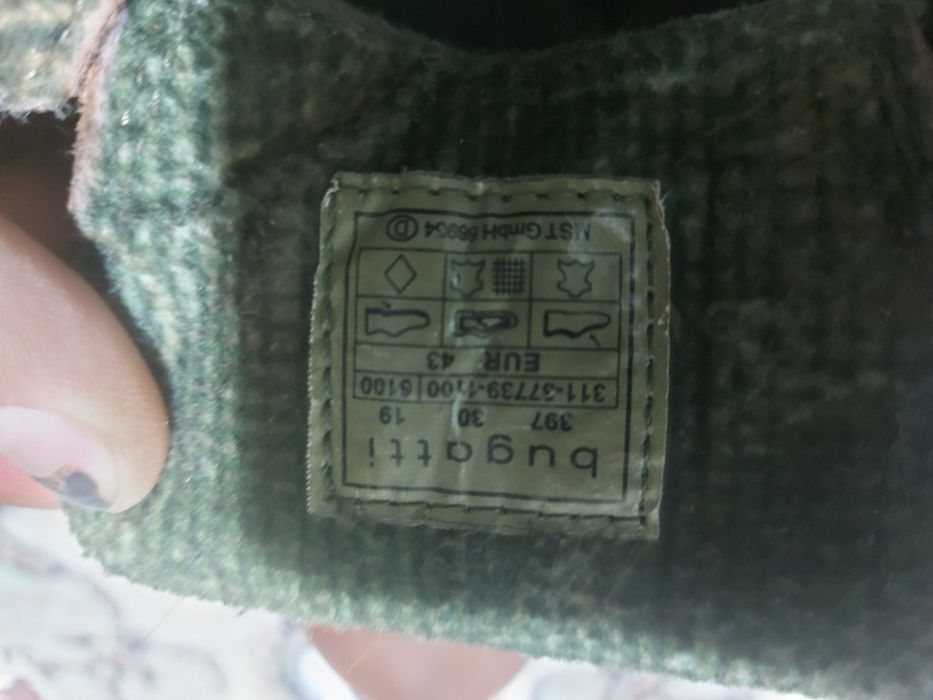 bugatti
397 30 19
311-37739-1100 5100
EUR 43
MST GmbH 66954 D